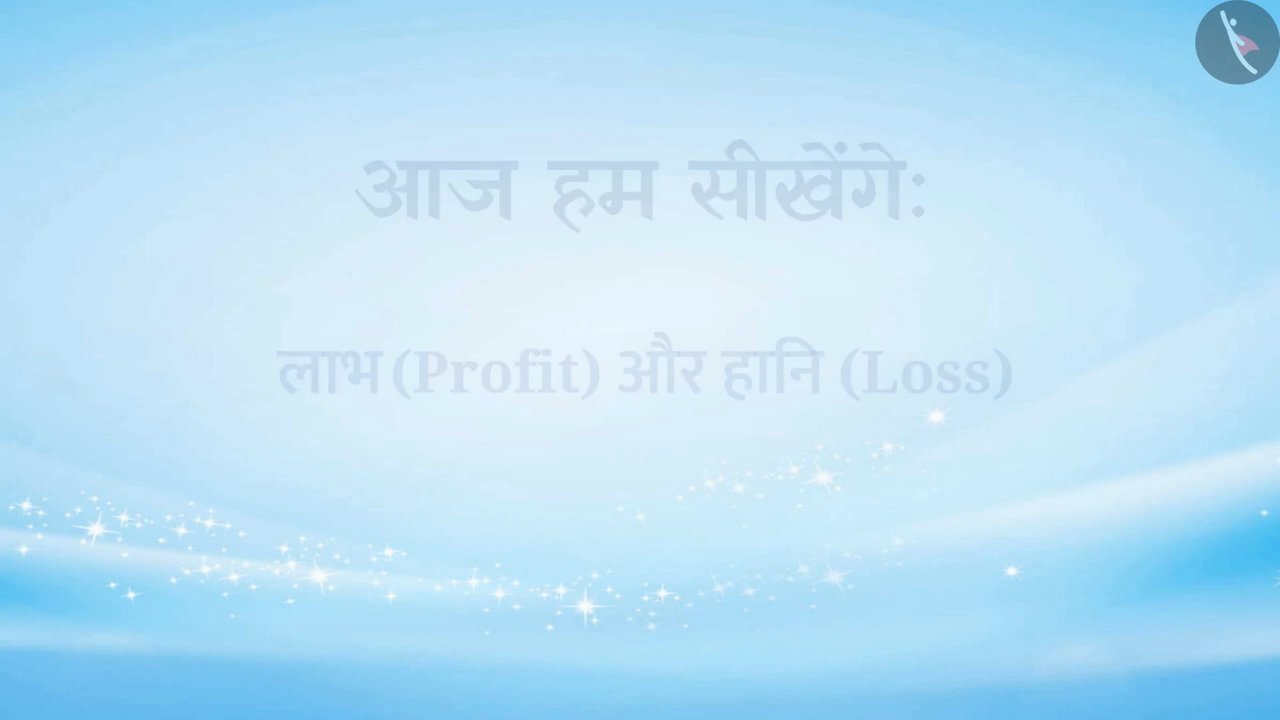 आज हम सीखेंगे:
लाभ (Profit) और हानि (Loss)